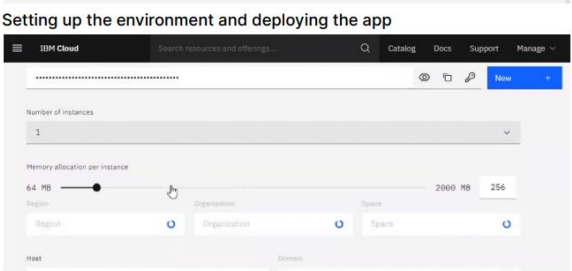 Setting up the environment and deploying the app
IBM Cloud Search resources and offerings... Catalog Docs Support Manage
New +
Number of instances
1
Memory allocation per instance
64 MB 2000 MB 256
Region Organization Space
Region Organization Space
Host Domain